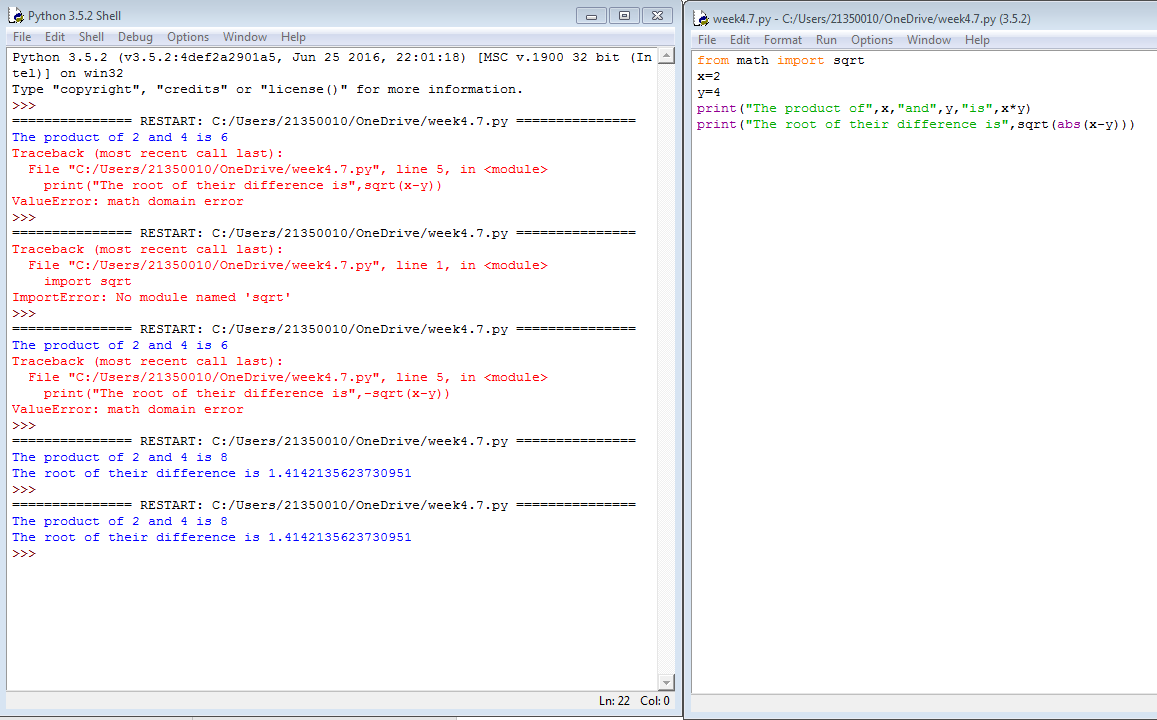 Python 3.5.2 Shell
File Edit Shell Debug Options Window Help
Python 3.5.2 (v3.5.2:4def2a2901a5, Jun 25 2016, 22:01:18) [MSC v.1900 32 bit (In
tel)] on win32
Type "copyright", "credits" or "license()" for more information.
>>>
=============== RESTART: C:/Users/21350010/OneDrive/week4.7.py ===============
The product of 2 and 4 is 6
Traceback (most recent call last):
  File "C:/Users/21350010/OneDrive/week4.7.py", line 5, in <module>
    print("The root of their difference is",sqrt(x-y))
ValueError: math domain error
>>>
=============== RESTART: C:/Users/21350010/OneDrive/week4.7.py ===============
Traceback (most recent call last):
  File "C:/Users/21350010/OneDrive/week4.7.py", line 1, in <module>
    import sqrt
ImportError: No module named 'sqrt'
>>>
=============== RESTART: C:/Users/21350010/OneDrive/week4.7.py ===============
The product of 2 and 4 is 6
Traceback (most recent call last):
  File "C:/Users/21350010/OneDrive/week4.7.py", line 5, in <module>
    print("The root of their difference is",-sqrt(x-y))
ValueError: math domain error
>>>
=============== RESTART: C:/Users/21350010/OneDrive/week4.7.py ===============
The product of 2 and 4 is 8
The root of their difference is 1.4142135623730951
>>>
=============== RESTART: C:/Users/21350010/OneDrive/week4.7.py ===============
The product of 2 and 4 is 8
The root of their difference is 1.4142135623730951
>>>
Ln: 22 Col: 0
week4.7.py - C:/Users/21350010/OneDrive/week4.7.py (3.5.2)
File Edit Format Run Options Window Help
from math import sqrt
x=2
y=4
print("The product of",x,"and",y,"is",x*y)
print("The root of their difference is",sqrt(abs(x-y)))